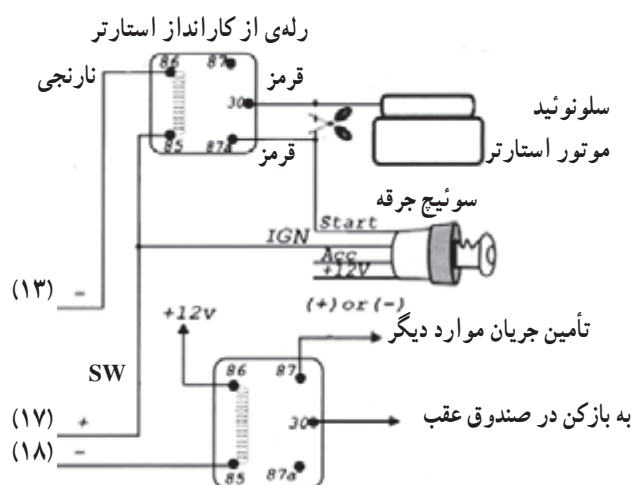 رله‌ی از کارانداز استارتر
نارنجی
86
87
قرمز
30
85
87a
قرمز
سلونوئید
موتور استارتر
سوئیچ جرقه
Start
IGN
Acc
+12V
(+) or (-)
(۱۳) -
+12v
تأمین جریان موارد دیگر
SW
86
87
30
به بازکن در صندوق عقب
(۱۷) +
(۱۸) -
85
87a